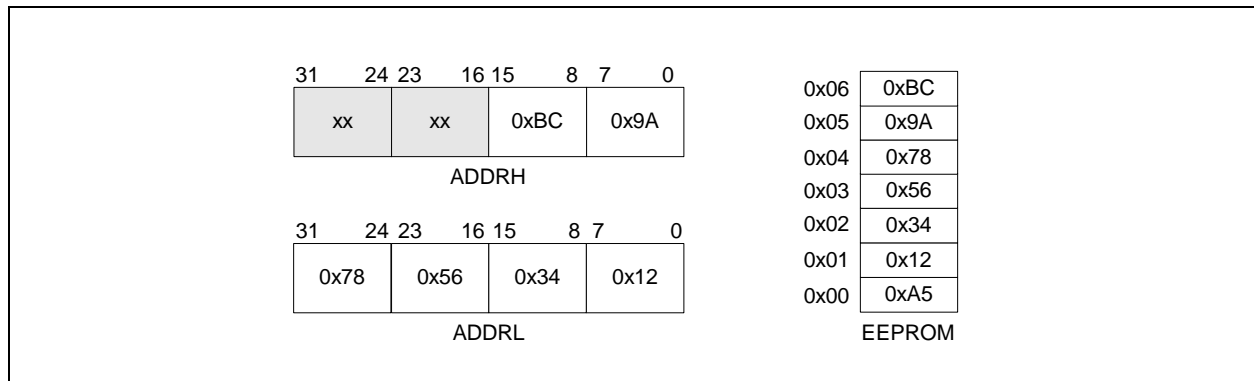 31 24 23 16 15 8 7 0
xx xx 0xBC 0x9A
ADDRH
31 24 23 16 15 8 7 0
0x78 0x56 0x34 0x12
ADDRL
0x06 0xBC
0x05 0x9A
0x04 0x78
0x03 0x56
0x02 0x34
0x01 0x12
0x00 0xA5
EEPROM